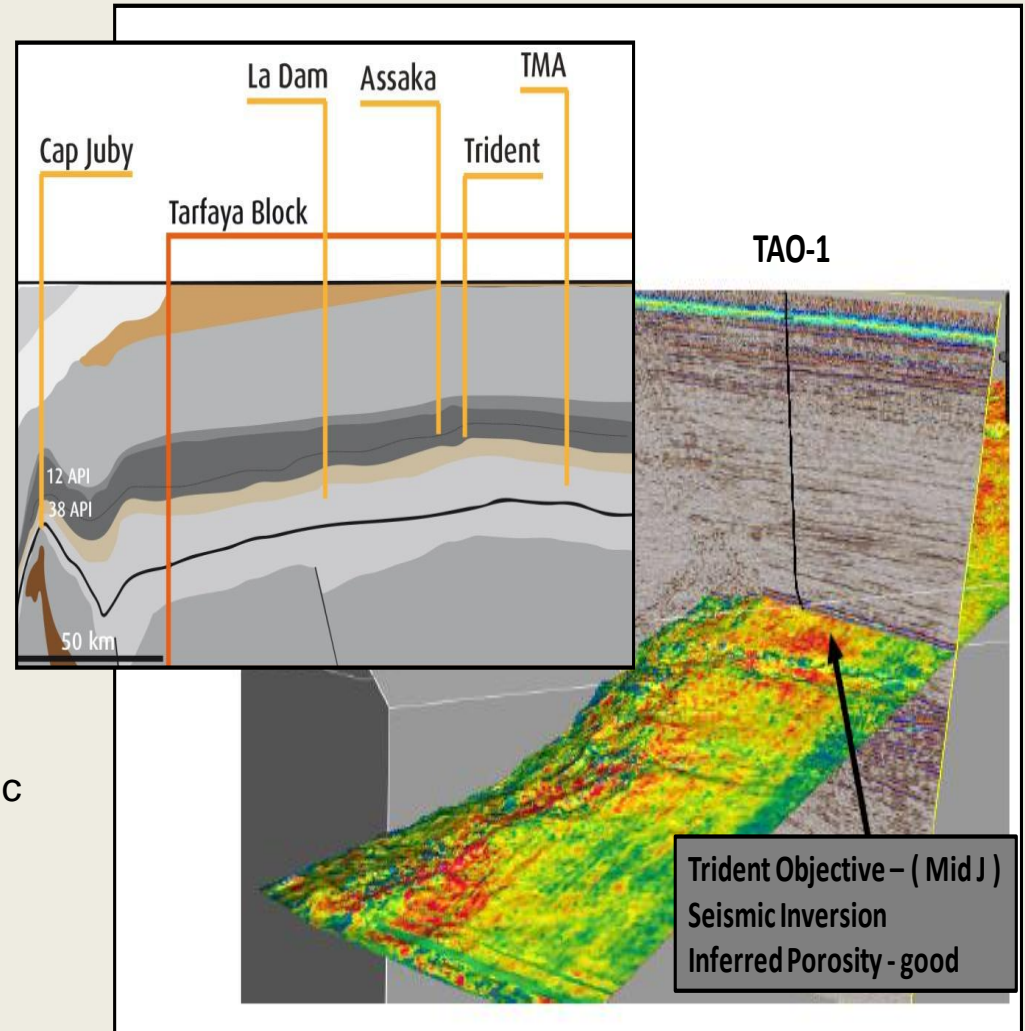 La Dam
Assaka
TMA
Cap Juby
Trident
Tarfaya Block
TAO-1
12 API
38 API
50 km
c
Trident Objective – ( Mid J )
Seismic Inversion
Inferred Porosity - good